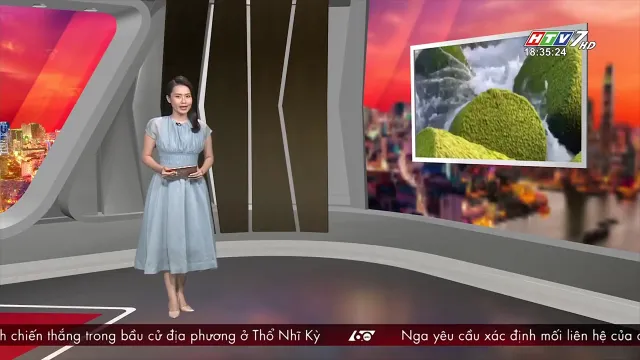 HTV7 HD
18:35:24
h chiến thắng trong bầu cử địa phương ở Thổ Nhĩ Kỳ 60 Nga yêu cầu xác định mối liên hệ của